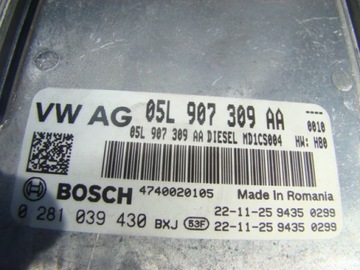 VW AG 05L 907 309 AA 0010
05L 907 309 AA DIESEL MD1CS004 HW: H80
BOSCH 4740020105 Made in Romania
22-11-25 9435 0299
0 281 039 430 BXJ 53F 22-11-25 9435 0299